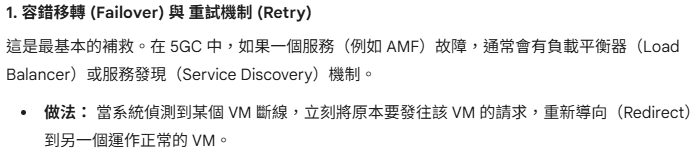 1. 容錯移轉 (Failover) 與 重試機制 (Retry)
這是最基本的補救。在 5GC 中，如果一個服務（例如 AMF）故障，通常會有負載平衡器（Load
Balancer）或服務發現（Service Discovery）機制。
• 做法： 當系統偵測到某個 VM 斷線，立刻將原本要發往該 VM 的請求，重新導向（Redirect）
到另一個運作正常的 VM。